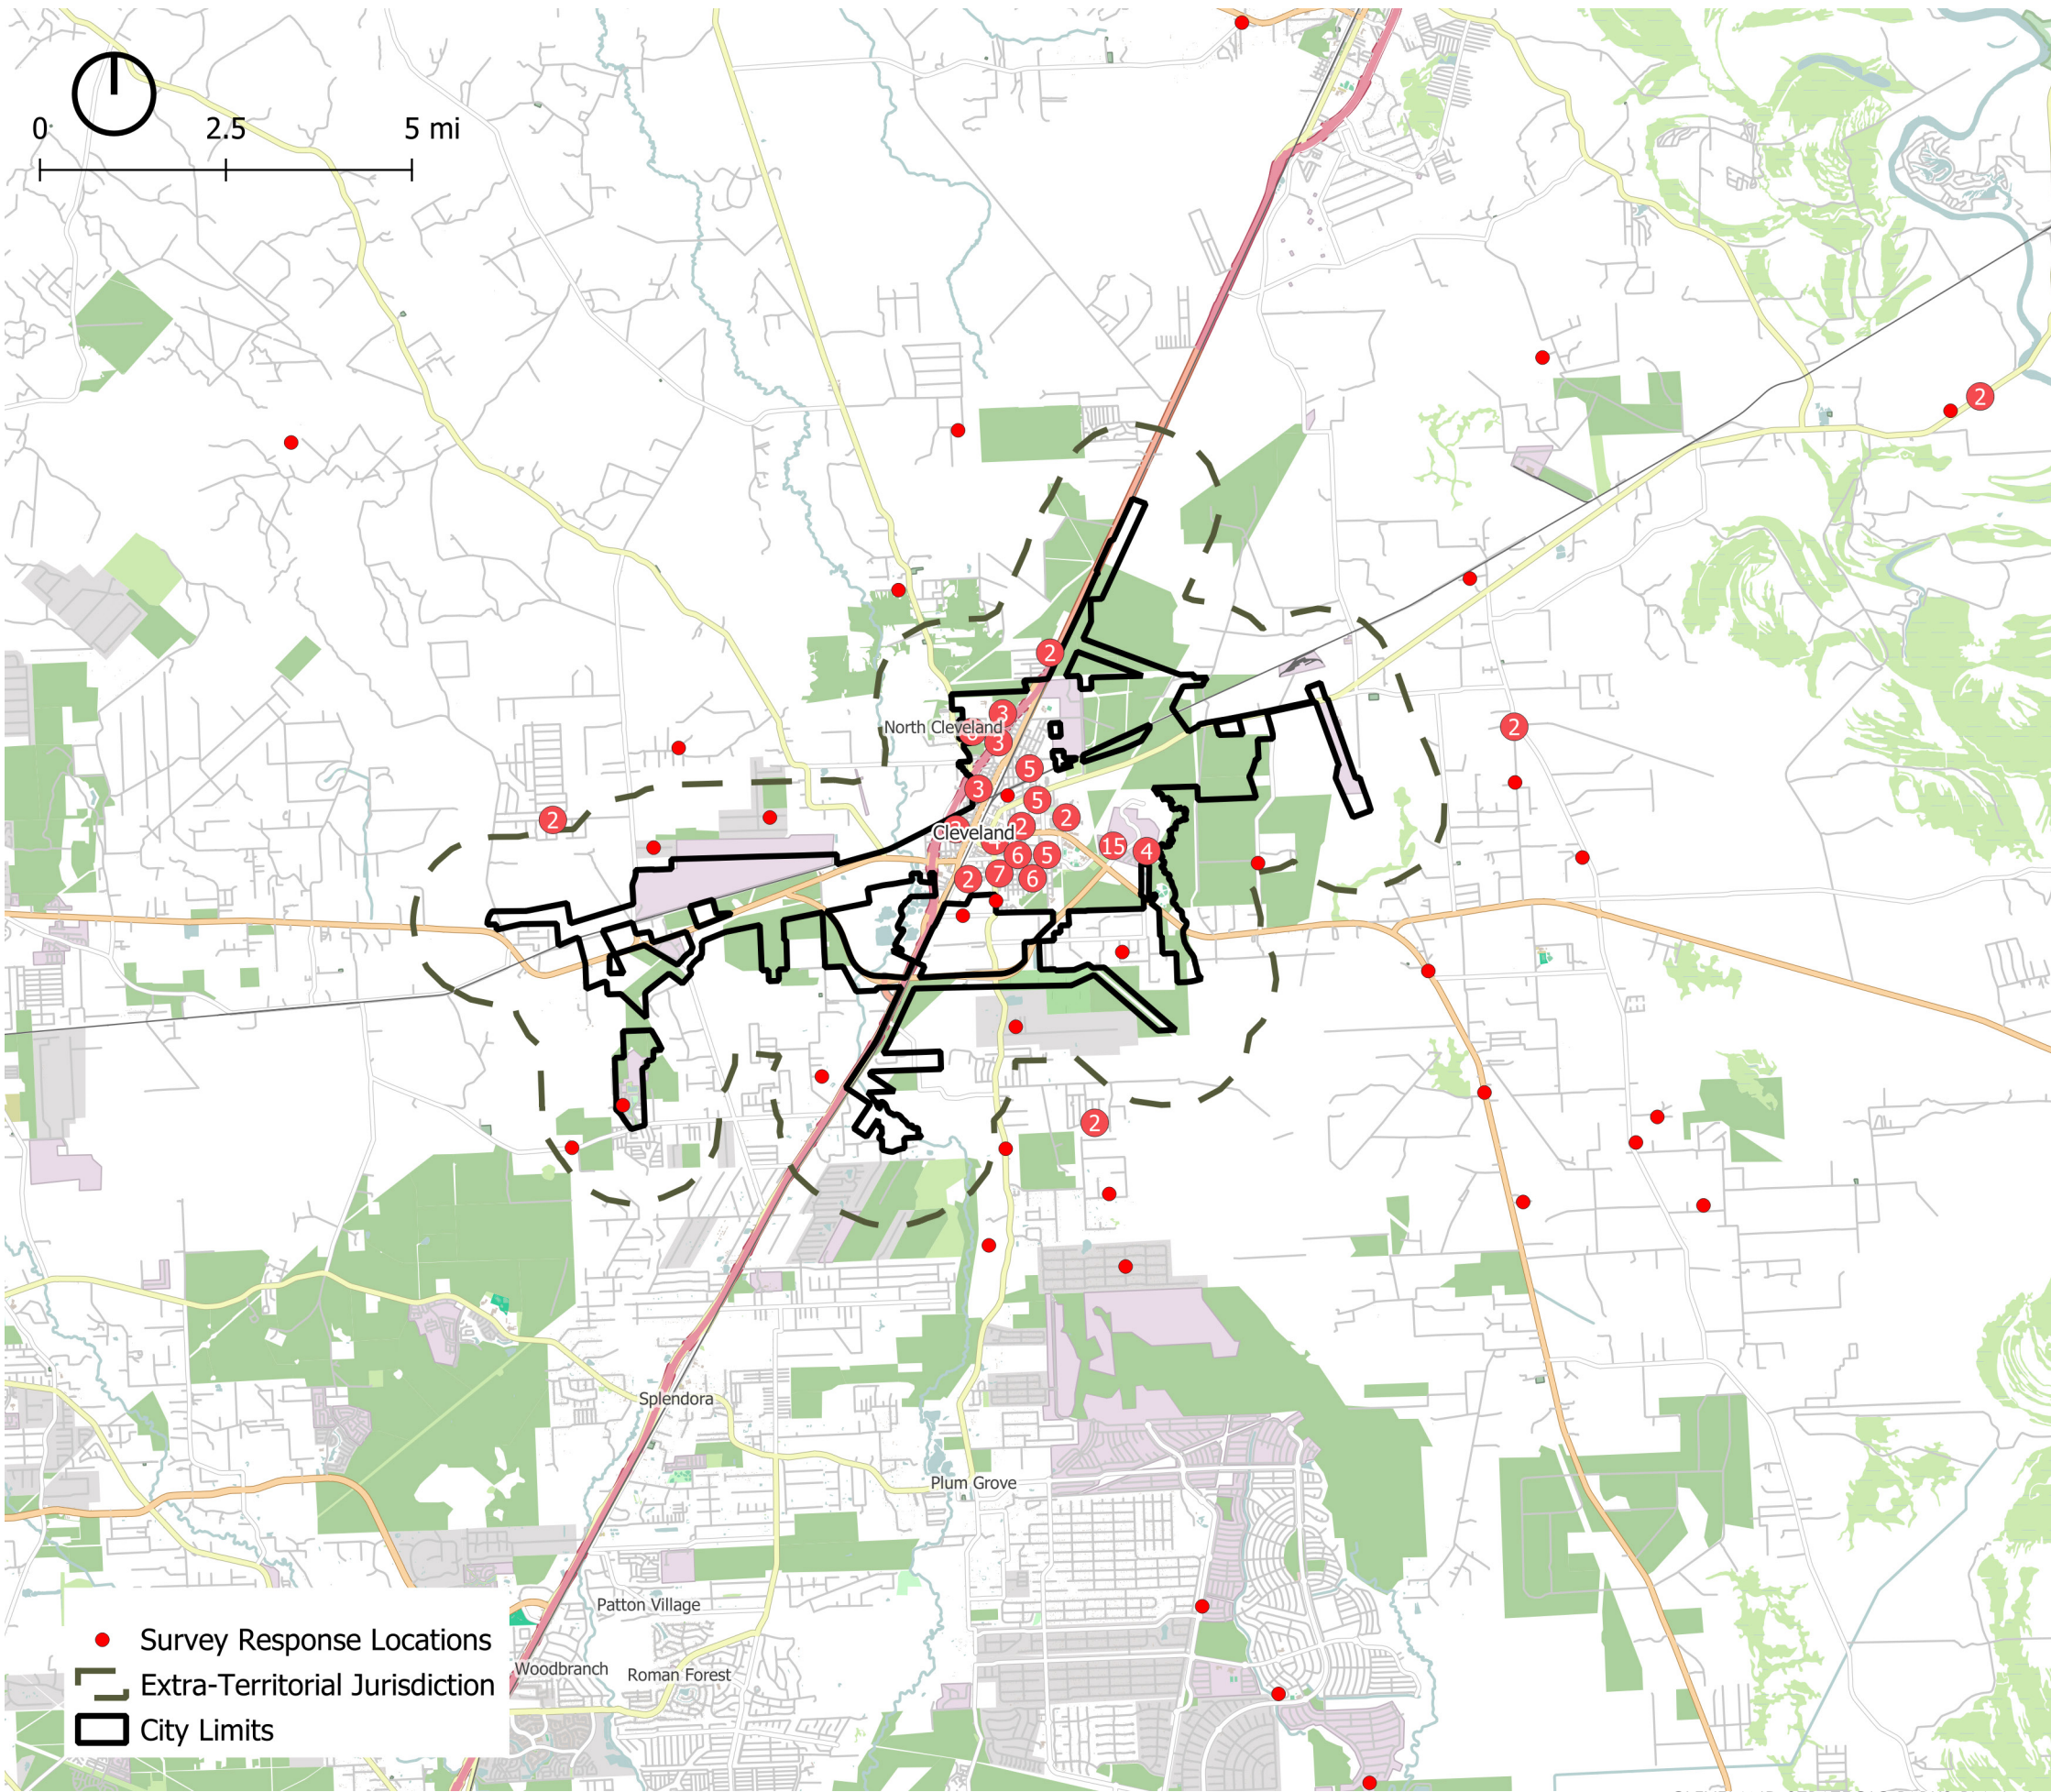 0 2.5 5 mi
2
2
3
North Cleveland
3
2
5
3
5
2
2
Cleveland
2
15
4
6
5
7
6
2
2
Splendora
Plum Grove
Patton Village
Woodbranch
Roman Forest
Survey Response Locations
Extra-Territorial Jurisdiction
City Limits